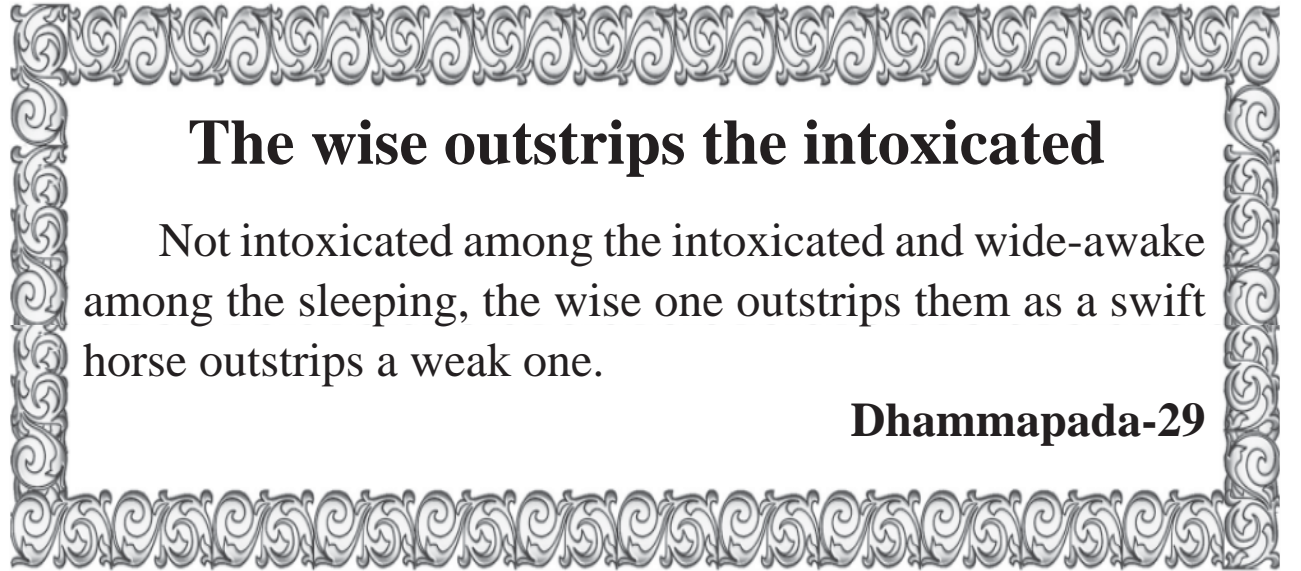 The wise outstrips the intoxicated
Not intoxicated among the intoxicated and wide-awake
among the sleeping, the wise one outstrips them as a swift
horse outstrips a weak one.
Dhammapada-29